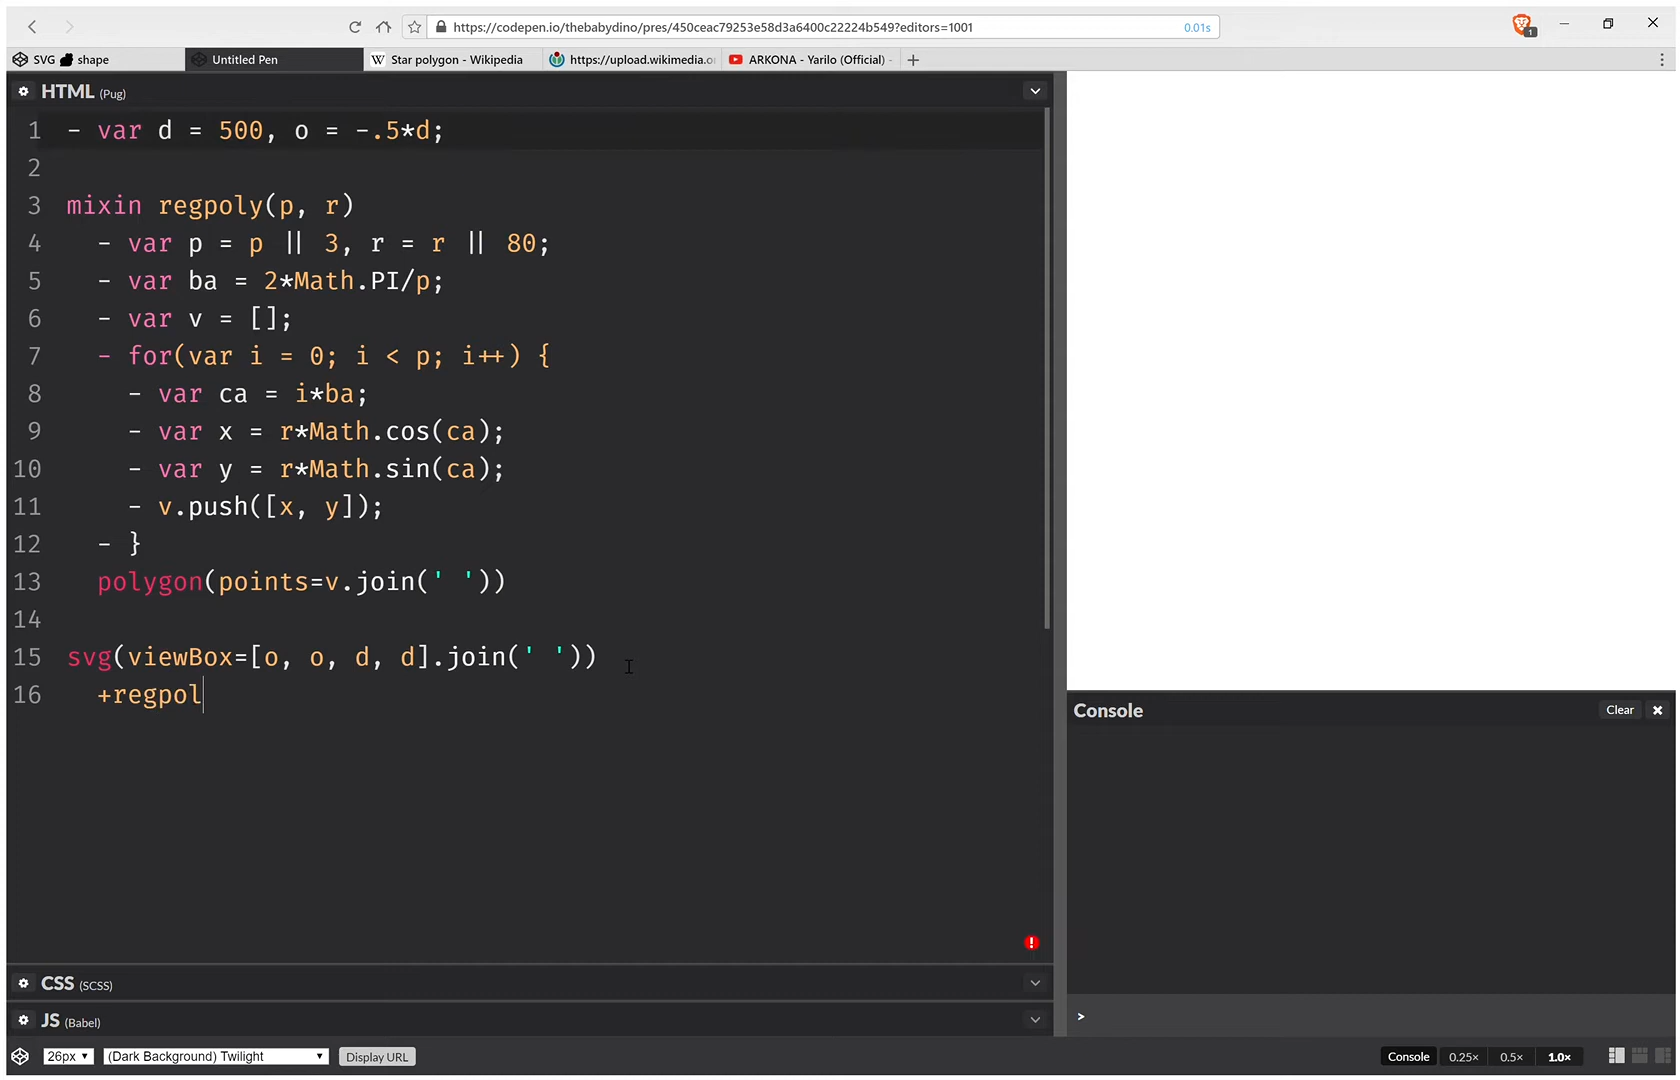 https://codepen.io/thebabydino/pres/450ceac79253e58d3a6400c22224b549?editors=1001
0.01s
1
SVG shape
Untitled Pen
Star polygon - Wikipedia
https://upload.wikimedia.o
ARKONA - Yarilo (Official) -
HTML (Pug)
1 - var d = 500, o = -.5*d;
2
3 mixin regpoly(p, r)
4 - var p = p || 3, r = r || 80;
5 - var ba = 2*Math.PI/p;
6 - var v = [];
7 - for(var i = 0; i < p; i++) {
8 - var ca = i*ba;
9 - var x = r*Math.cos(ca);
10 - var y = r*Math.sin(ca);
11 - v.push([x, y]);
12 - }
13 polygon(points=v.join(' '))
14
15 svg(viewBox=[o, o, d, d].join(' '))
16 +regpol
Console
Clear
>
CSS (SCSS)
JS (Babel)
26px
(Dark Background) Twilight
Display URL
Console
0.25×
0.5×
1.0×